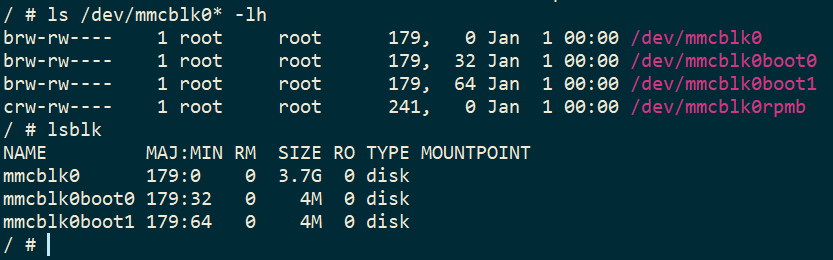 / # ls /dev/mmcblk0* -lh
brw-rw----    1 root     root      179,   0 Jan  1 00:00 /dev/mmcblk0
brw-rw----    1 root     root      179,  32 Jan  1 00:00 /dev/mmcblk0boot0
brw-rw----    1 root     root      179,  64 Jan  1 00:00 /dev/mmcblk0boot1
crw-rw----    1 root     root      241,   0 Jan  1 00:00 /dev/mmcblk0rpmb
/ # lsblk
NAME         MAJ:MIN RM  SIZE RO TYPE MOUNTPOINT
mmcblk0      179:0    0  3.7G  0 disk
mmcblk0boot0 179:32   0    4M  0 disk
mmcblk0boot1 179:64   0    4M  0 disk
/ #